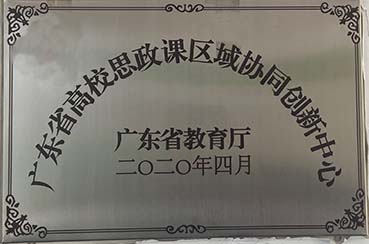 广东省高校思政课区域协同创新中心
广东省教育厅
二〇二〇年四月